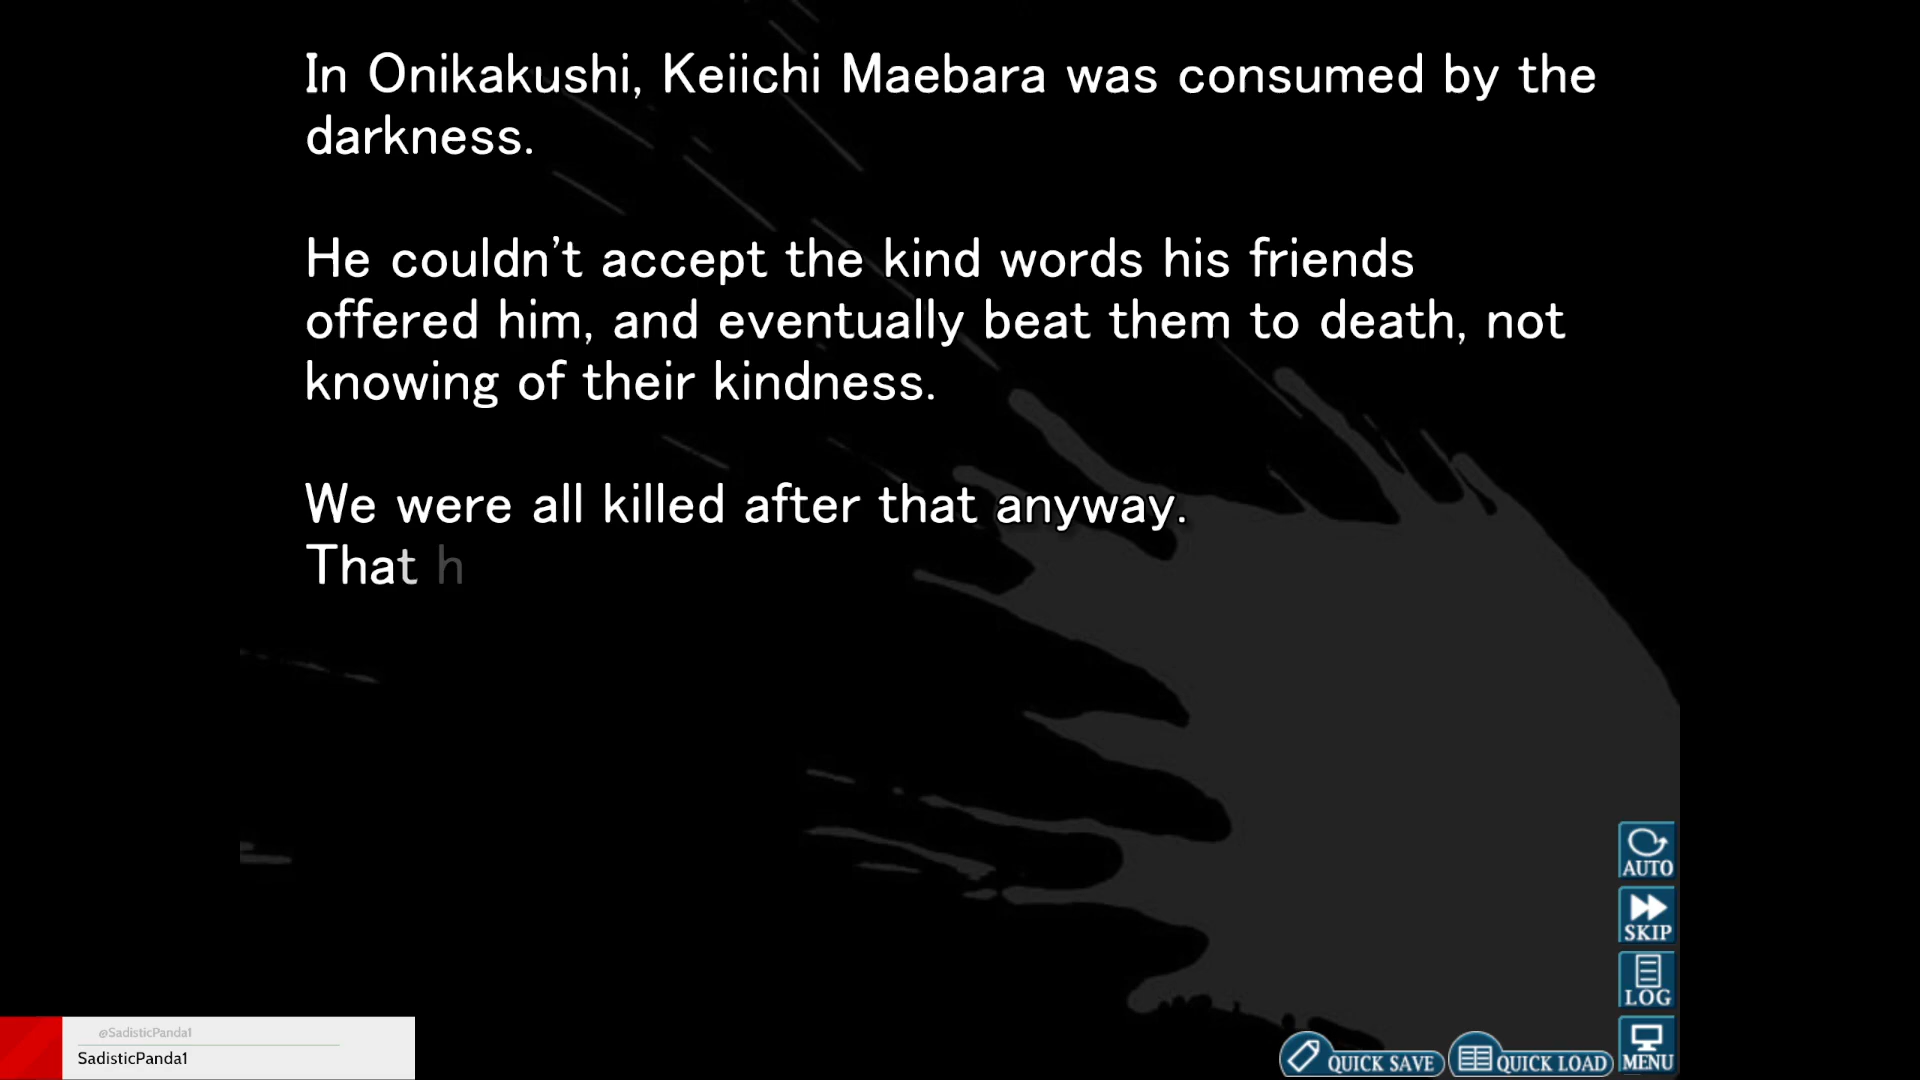 In Onikakushi, Keiichi Maebara was consumed by the
darkness.
He couldn't accept the kind words his friends
offered him, and eventually beat them to death, not
knowing of their kindness.
We were all killed after that anyway.
That h
AUTO
SKIP
LOG
MENU
QUICK SAVE
QUICK LOAD
@SadisticPanda1
SadisticPanda1